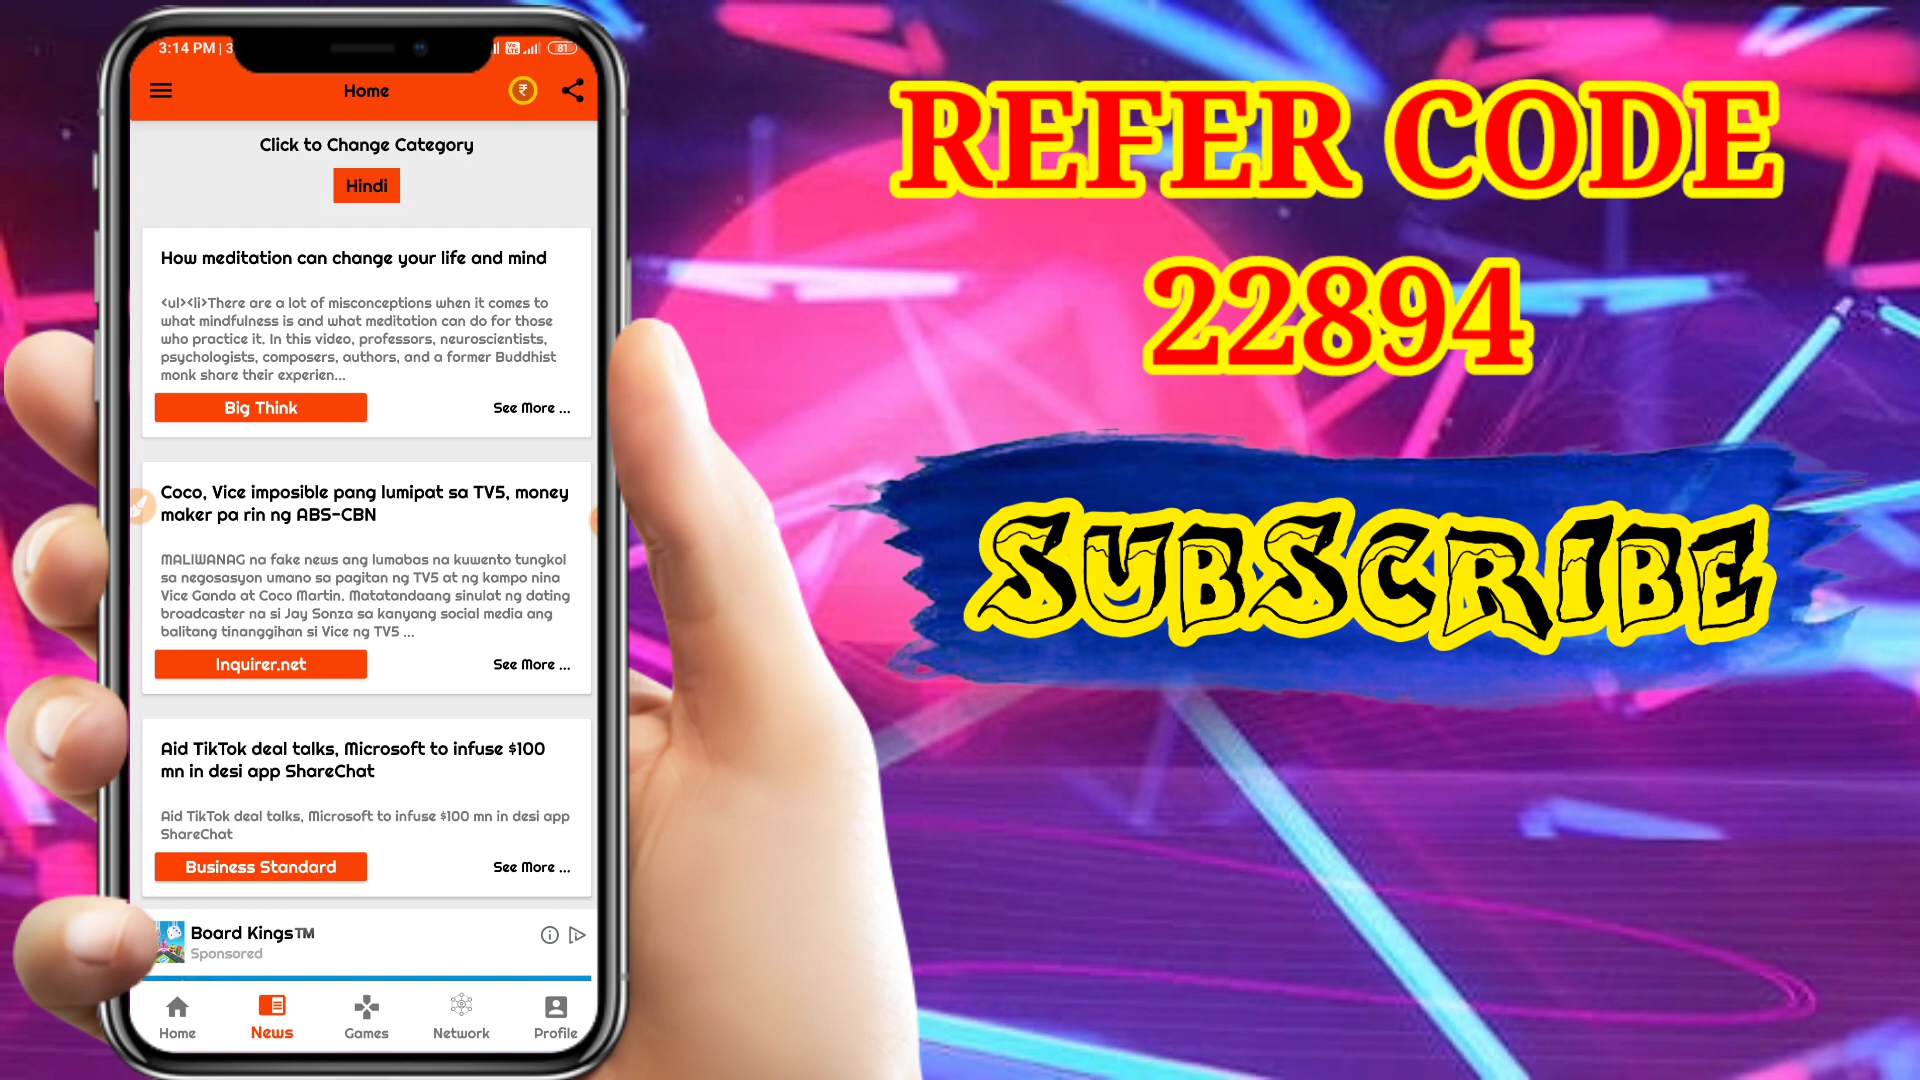 3:14 PM | 3
Vo LTE 81
Home
₹
Click to Change Category
Hindi
How meditation can change your life and mind
<ul><li>There are a lot of misconceptions when it comes to
what mindfulness is and what meditation can do for those
who practice it. In this video, professors, neuroscientists,
psychologists, composers, authors, and a former Buddhist
monk share their experien...
Big Think
See More ...
Coco, Vice imposible pang lumipat sa TV5, money
maker pa rin ng ABS-CBN
MALIWANAG na fake news ang lumabas na kuwento tungkol
sa negosasyon umano sa pagitan ng TV5 at ng kampo nina
Vice Ganda at Coco Martin. Matatandaang sinulat ng dating
broadcaster na si Jay Sonza sa kanyang social media ang
balitang tinanggihan si Vice ng TV5 ...
Inquirer.net
See More ...
Aid TikTok deal talks, Microsoft to infuse $100
mn in desi app ShareChat
Aid TikTok deal talks, Microsoft to infuse $100 mn in desi app
ShareChat
Business Standard
See More ...
Board Kings™
Sponsored
Home
News
Games
Network
Profile
REFER CODE
22894
SUBSCRIBE